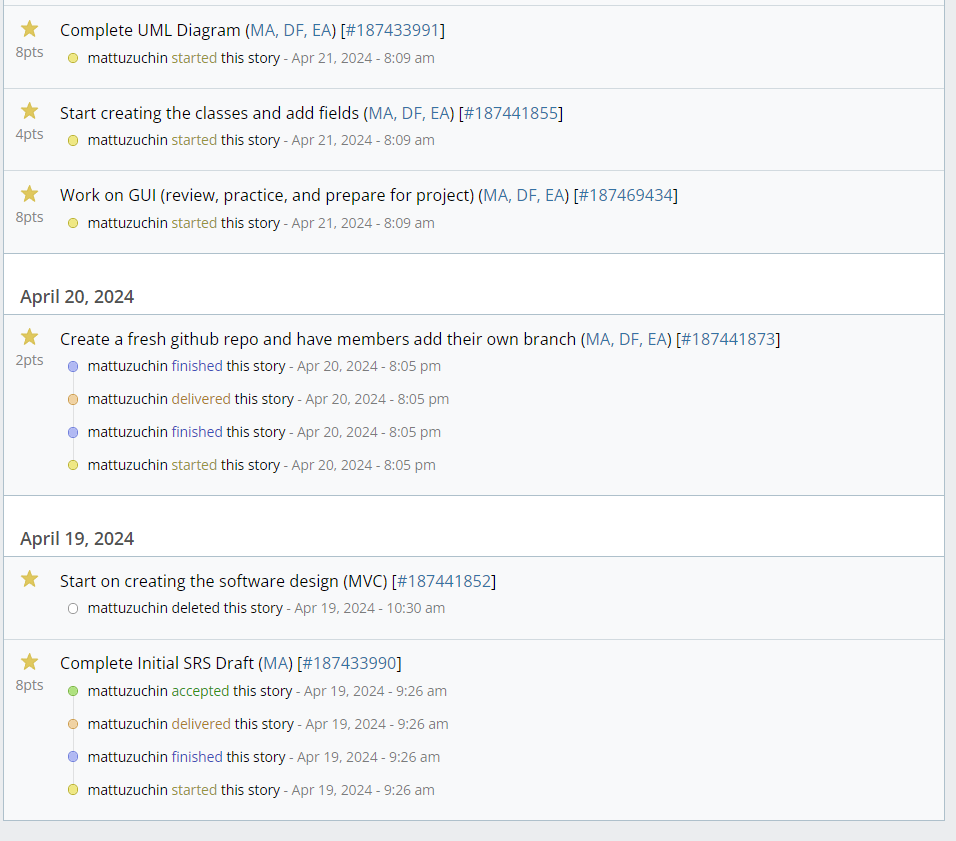 Complete UML Diagram (MA, DF, EA) [#187433991]
8pts
mattuzuchin started this story - Apr 21, 2024 - 8:09 am
Start creating the classes and add fields (MA, DF, EA) [#187441855]
4pts
mattuzuchin started this story - Apr 21, 2024 - 8:09 am
Work on GUI (review, practice, and prepare for project) (MA, DF, EA) [#187469434]
8pts
mattuzuchin started this story - Apr 21, 2024 - 8:09 am
April 20, 2024
Create a fresh github repo and have members add their own branch (MA, DF, EA) [#187441873]
2pts
mattuzuchin finished this story - Apr 20, 2024 - 8:05 pm
mattuzuchin delivered this story - Apr 20, 2024 - 8:05 pm
mattuzuchin finished this story - Apr 20, 2024 - 8:05 pm
mattuzuchin started this story - Apr 20, 2024 - 8:05 pm
April 19, 2024
Start on creating the software design (MVC) [#187441852]
mattuzuchin deleted this story - Apr 19, 2024 - 10:30 am
Complete Initial SRS Draft (MA) [#187433990]
8pts
mattuzuchin accepted this story - Apr 19, 2024 - 9:26 am
mattuzuchin delivered this story - Apr 19, 2024 - 9:26 am
mattuzuchin finished this story - Apr 19, 2024 - 9:26 am
mattuzuchin started this story - Apr 19, 2024 - 9:26 am